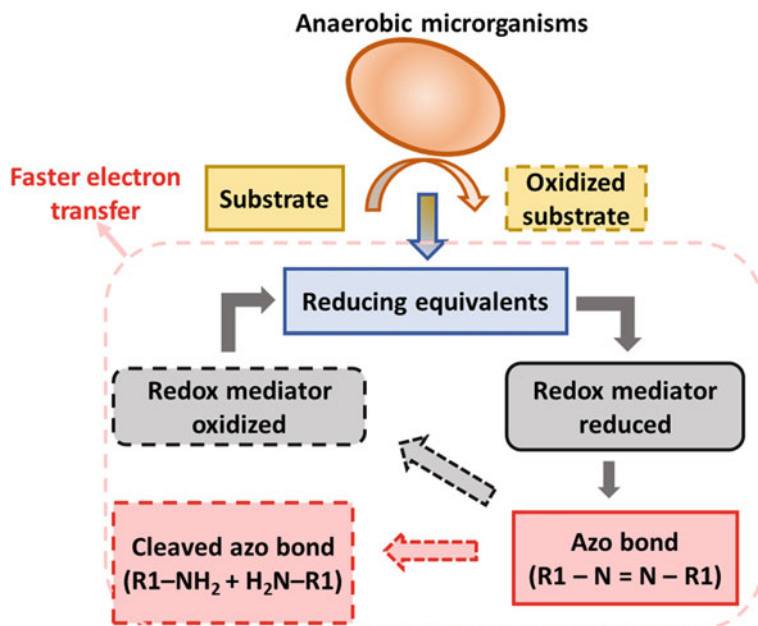 Anaerobic microrganisms
Faster electron
transfer
Substrate
Oxidized
substrate
Reducing equivalents
Redox mediator
oxidized
Redox mediator
reduced
Cleaved azo bond
(R1–NH₂ + H₂N–R1)
Azo bond
(R1 – N = N – R1)